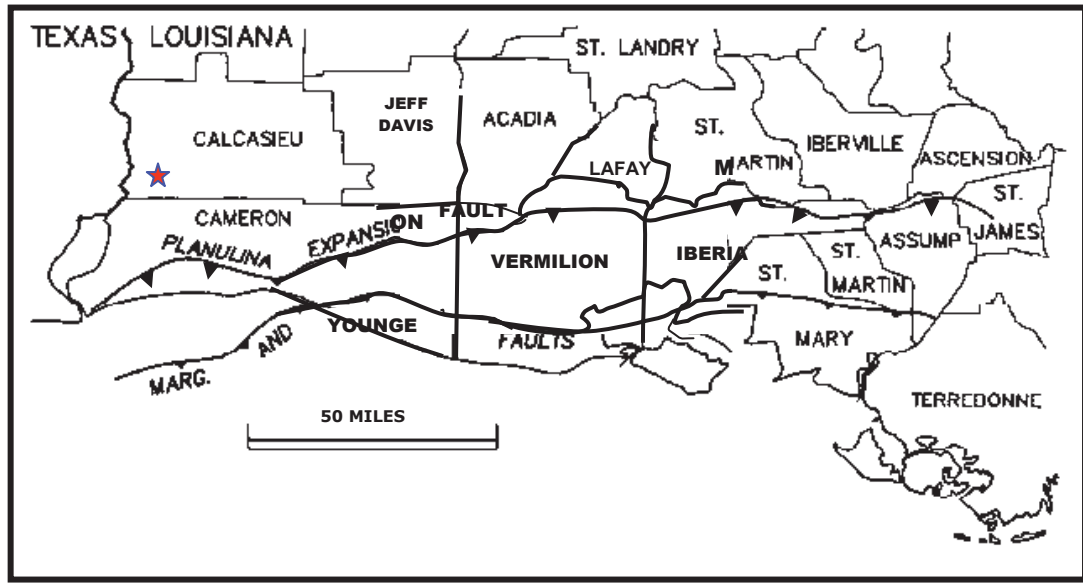 TEXAS LOUISIANA
ST. LANDRY
JEFF
DAVIS
ACADIA
ST.
MARTIN
IBERVILLE
CALCASIEU
LAFAY
ASCENSION
ST.
JAMES
CAMERON
PLANULINA
EXPANSION
FAULT
VERMILION
IBERIA
ASSUMP
ST.
ST.
MARTIN
MARY
YOUNGE
FAULTS
MARG.
AND
TERREDONNE
50 MILES